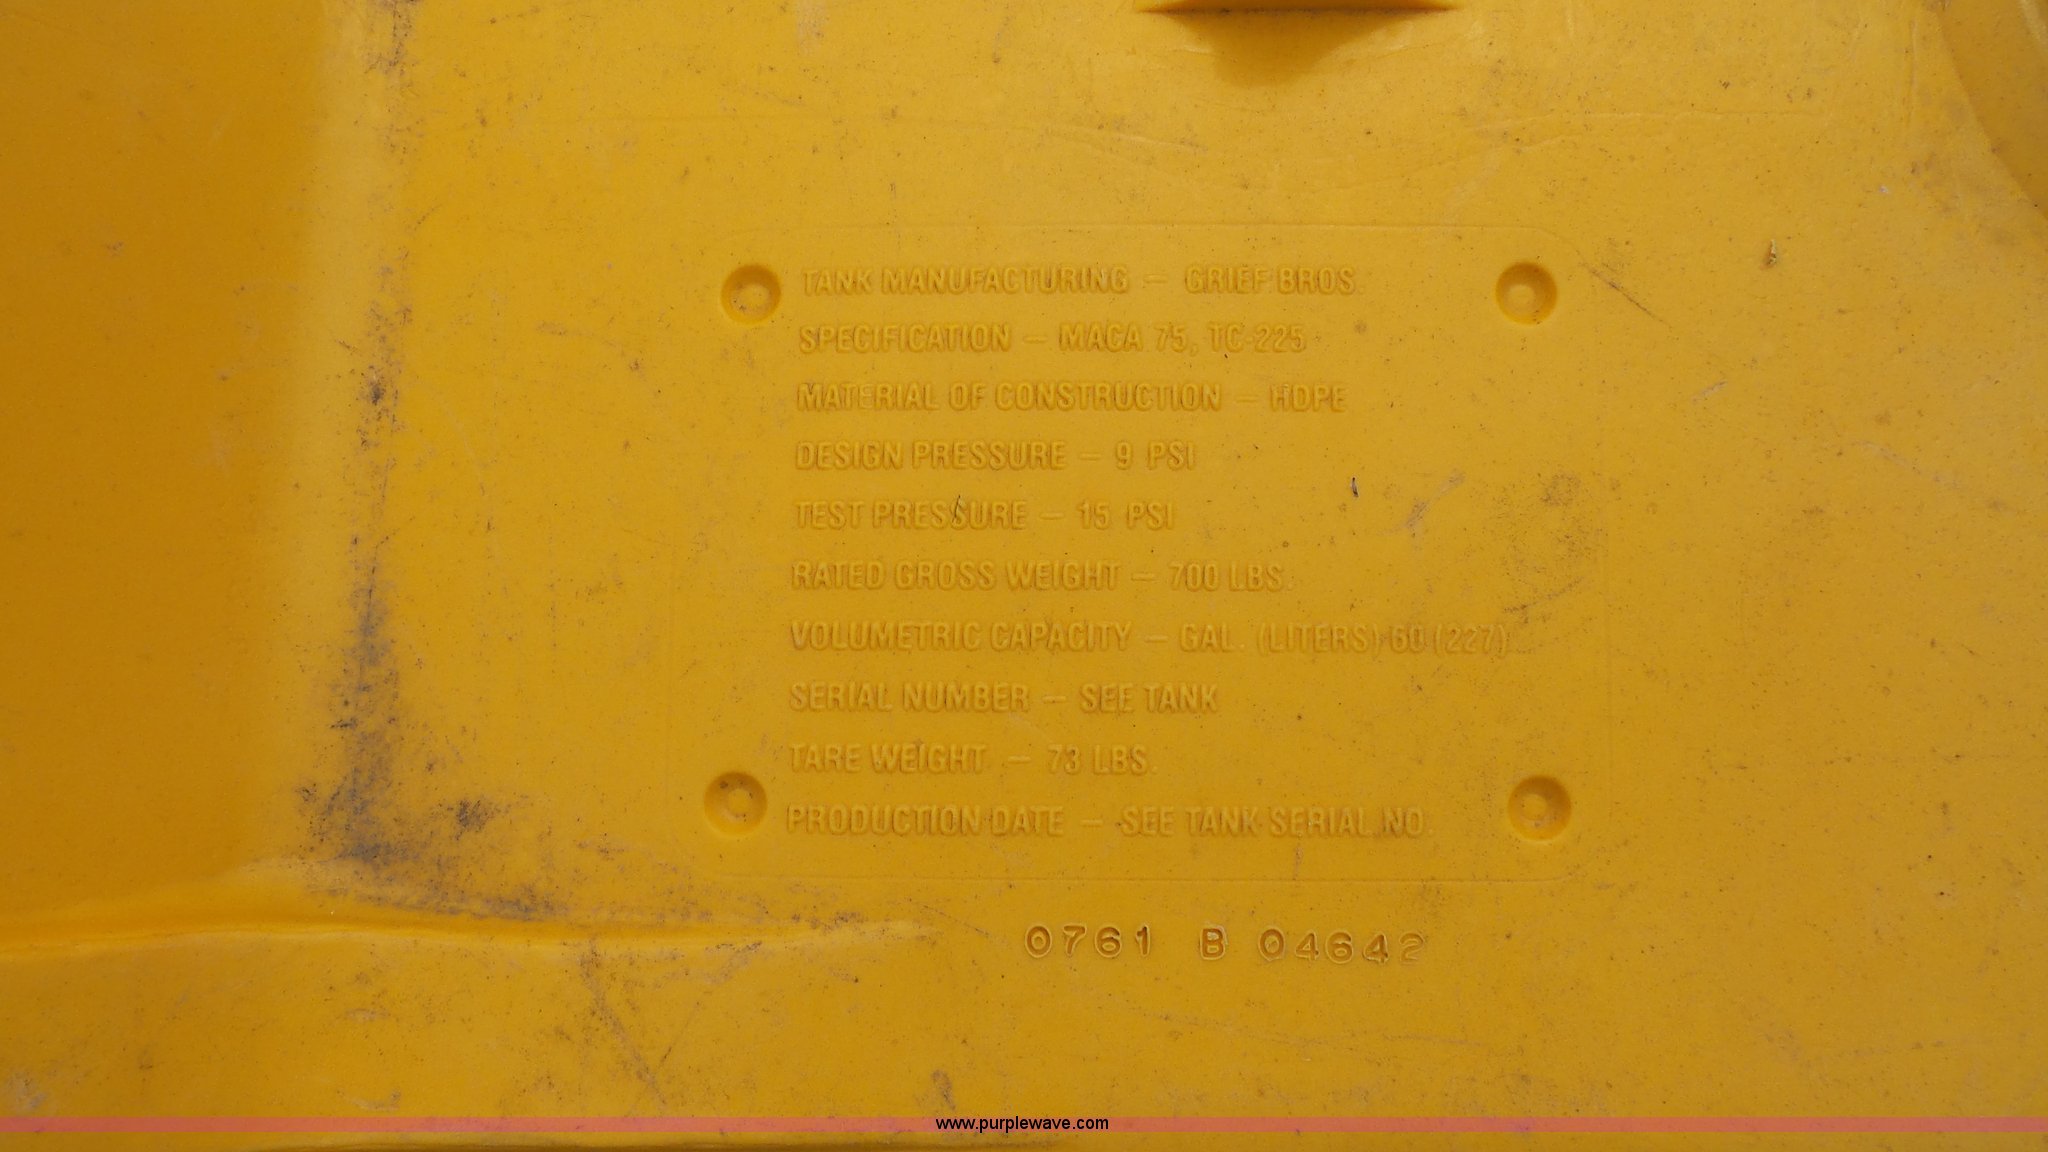 TANK MANUFACTURING — GRIEF BROS.
SPECIFICATION — MACA 75, TC-225
MATERIAL OF CONSTRUCTION — HDPE
DESIGN PRESSURE — 9 PSI
TEST PRESSURE — 15 PSI
RATED GROSS WEIGHT — 700 LBS.
VOLUMETRIC CAPACITY — GAL. (LITERS) 60 (227)
SERIAL NUMBER — SEE TANK
TARE WEIGHT — 73 LBS.
PRODUCTION DATE — SEE TANK SERIAL NO.
0761 B 04642
www.purplewave.com